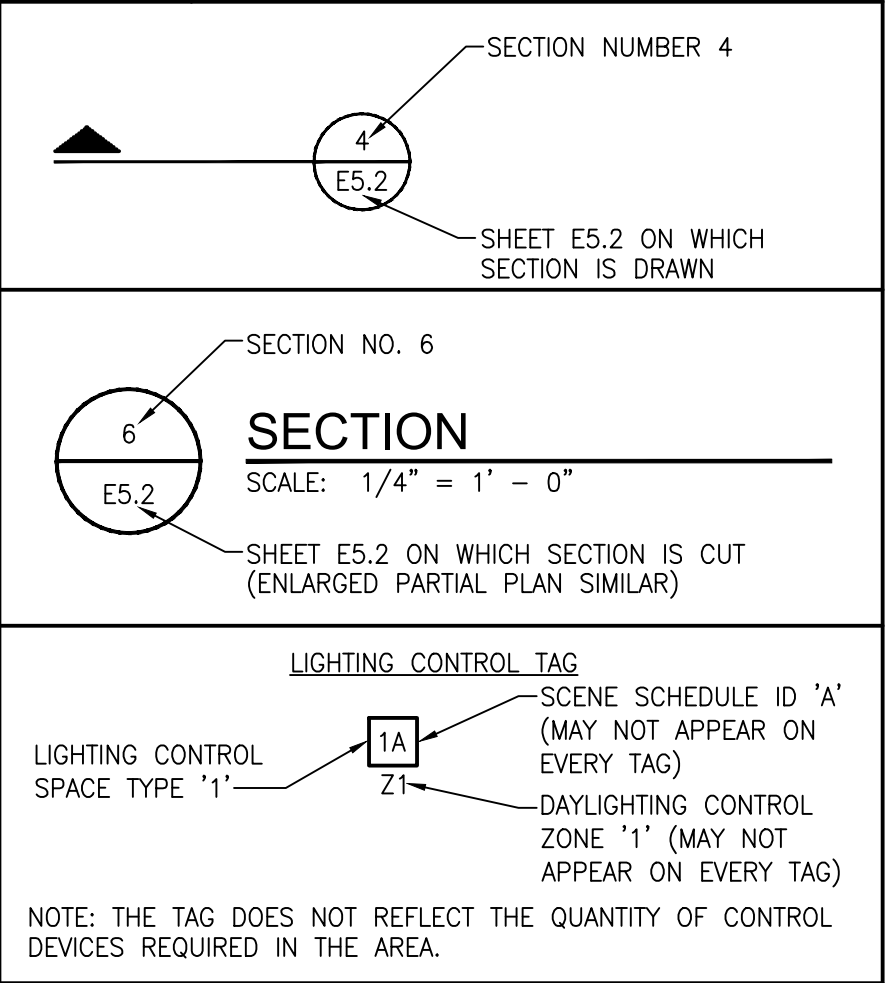 SECTION NUMBER 4
4
E5.2
SHEET E5.2 ON WHICH
SECTION IS DRAWN
SECTION NO. 6
6
E5.2
SECTION
SCALE: 1/4" = 1' - 0"
SHEET E5.2 ON WHICH SECTION IS CUT
(ENLARGED PARTIAL PLAN SIMILAR)
LIGHTING CONTROL TAG
LIGHTING CONTROL
SPACE TYPE '1'
1A
Z1
SCENE SCHEDULE ID 'A'
(MAY NOT APPEAR ON
EVERY TAG)
DAYLIGHTING CONTROL
ZONE '1' (MAY NOT
APPEAR ON EVERY TAG)
NOTE: THE TAG DOES NOT REFLECT THE QUANTITY OF CONTROL
DEVICES REQUIRED IN THE AREA.